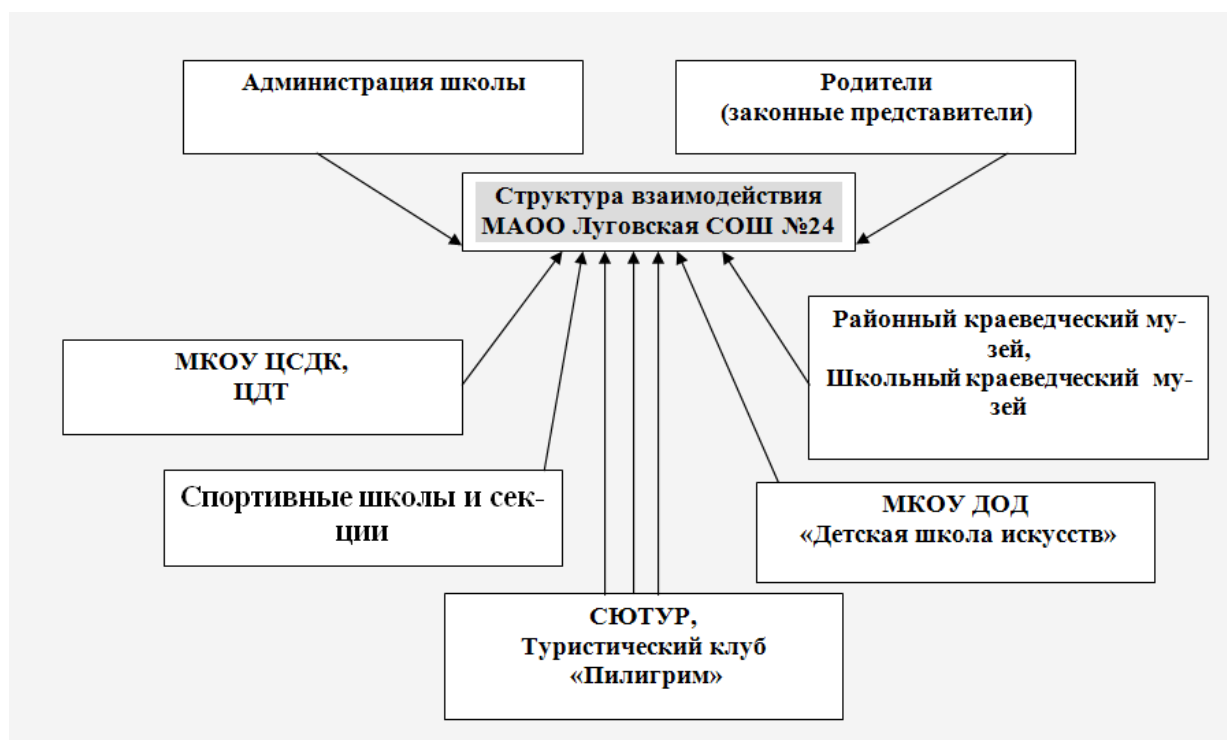 Администрация школы
Родители
(законные представители)
Структура взаимодействия
МАОО Луговская СОШ №24
МКОУ ЦСДК,
ЦДТ
Районный краеведческий му-
зей,
Школьный краеведческий му-
зей
Спортивные школы и сек-
ции
МКОУ ДОД
«Детская школа искусств»
СЮТУР,
Туристический клуб
«Пилигрим»